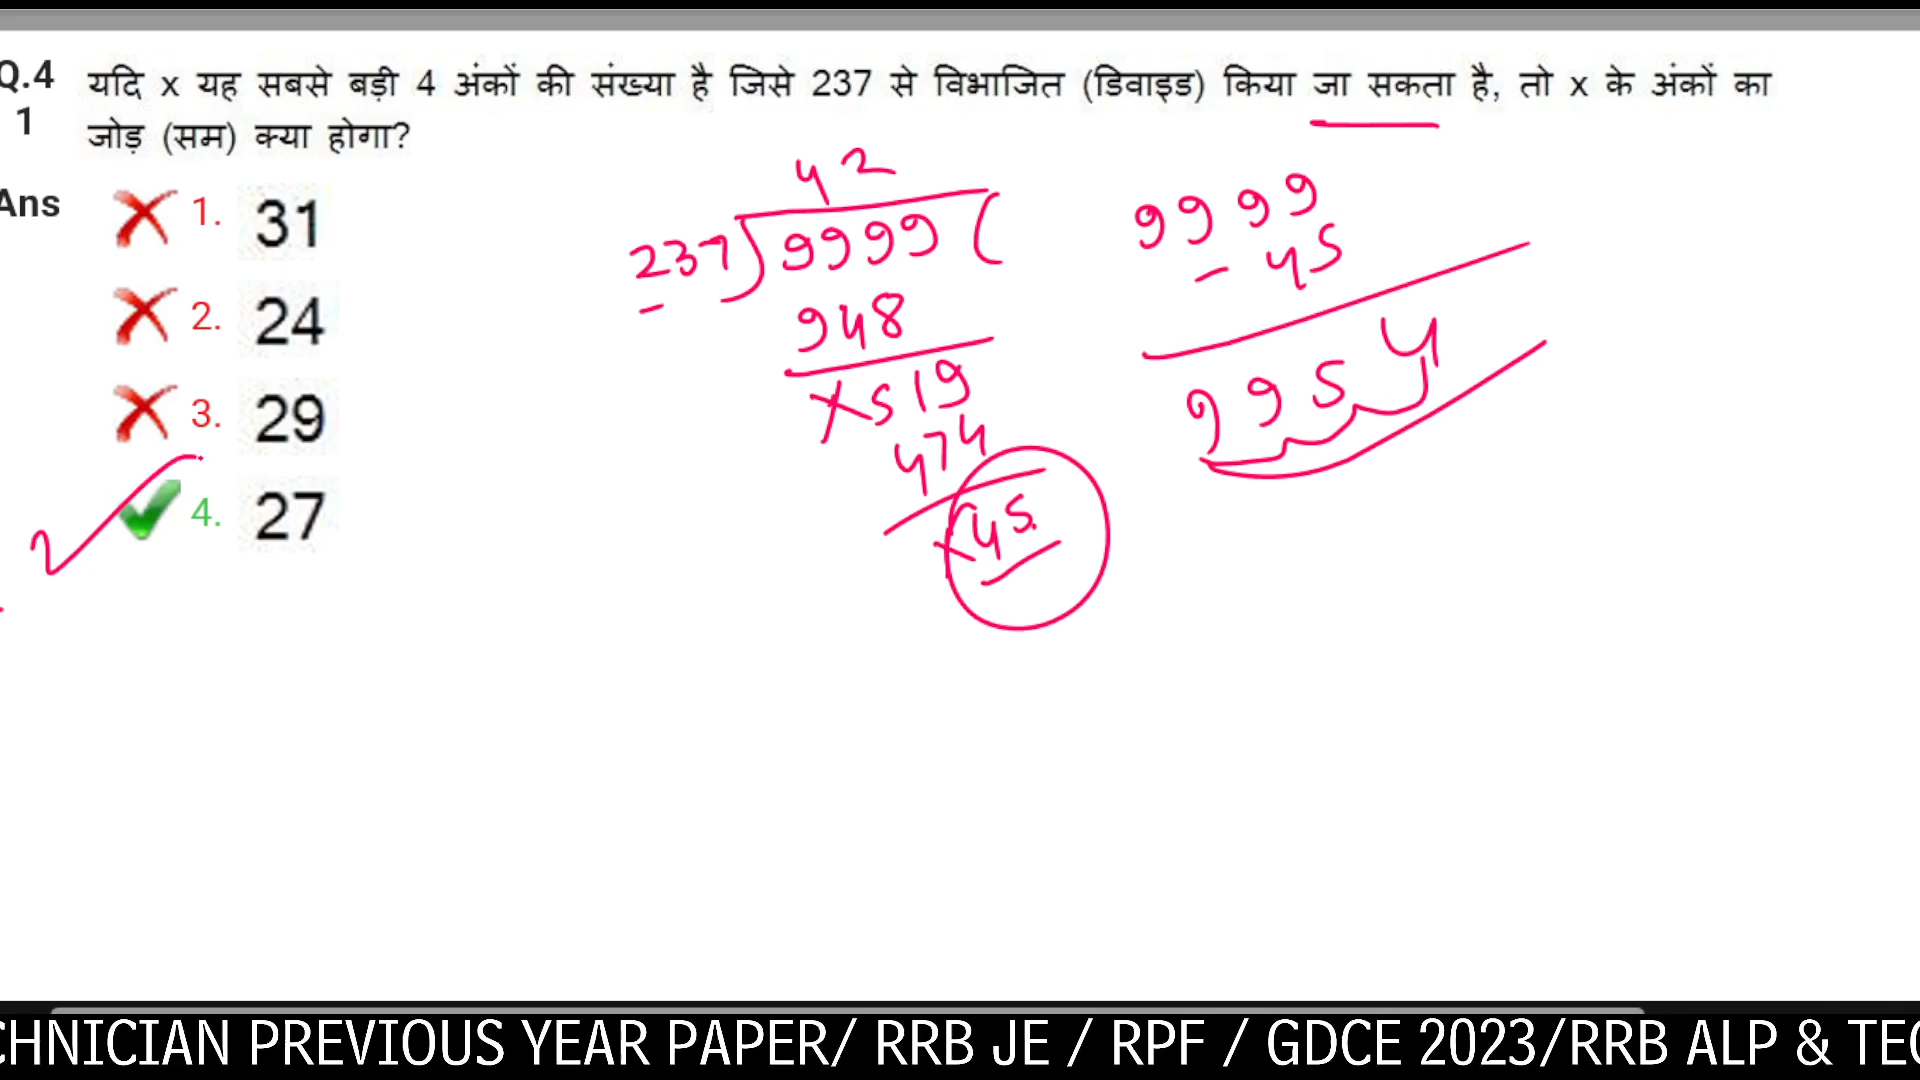 Q.4 यदि x यह सबसे बड़ी 4 अंकों की संख्या है जिसे 237 से विभाजित (डिवाइड) किया जा सकता है, तो x के अंकों का
1 जोड़ (सम) क्या होगा?
Ans
1. 31
2. 24
3. 29
4. 27
42
237)9999(
948
x519
474
x45
9999
- 45
9954
CHNICIAN PREVIOUS YEAR PAPER/ RRB JE / RPF / GDCE 2023/RRB ALP & TEC